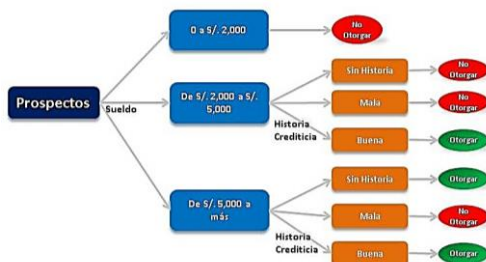 Prospectos
Sueldo
0 a S/. 2,000
No
Otorgar
De S/. 2,000 a S/.
5,000
Historia
Crediticia
Sin Historia
No
Otorgar
Mala
No
Otorgar
Buena
Otorgar
De S/. 5,000 a
más
Historia
Crediticia
Sin Historia
Otorgar
Mala
No
Otorgar
Buena
Otorgar